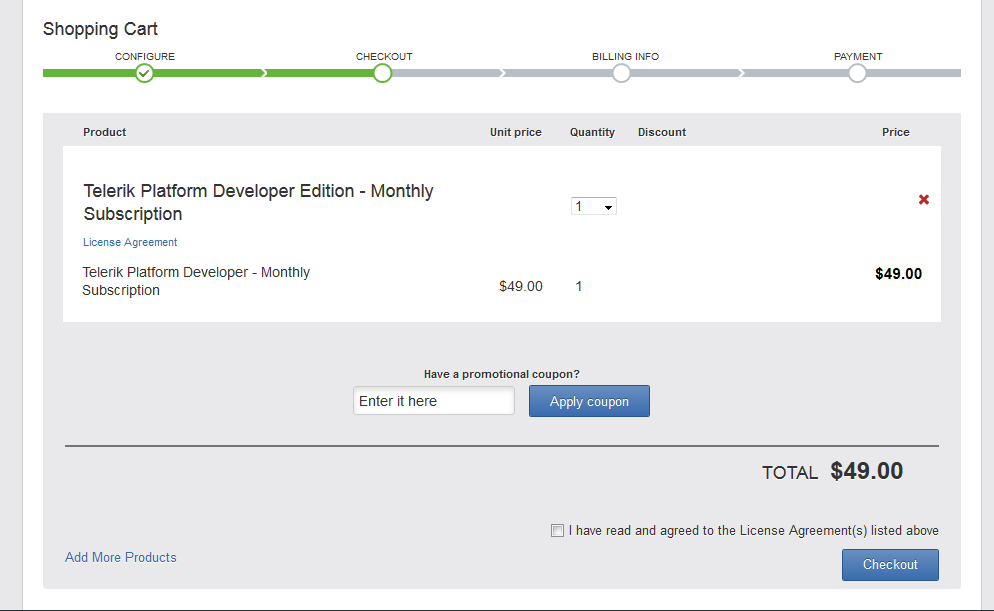 Shopping Cart
CONFIGURE CHECKOUT BILLING INFO PAYMENT
Product Unit price Quantity Discount Price
Telerik Platform Developer Edition - Monthly
Subscription
1
License Agreement
Telerik Platform Developer - Monthly
Subscription
$49.00 1 $49.00
Have a promotional coupon?
Enter it here Apply coupon
TOTAL $49.00
I have read and agreed to the License Agreement(s) listed above
Add More Products
Checkout